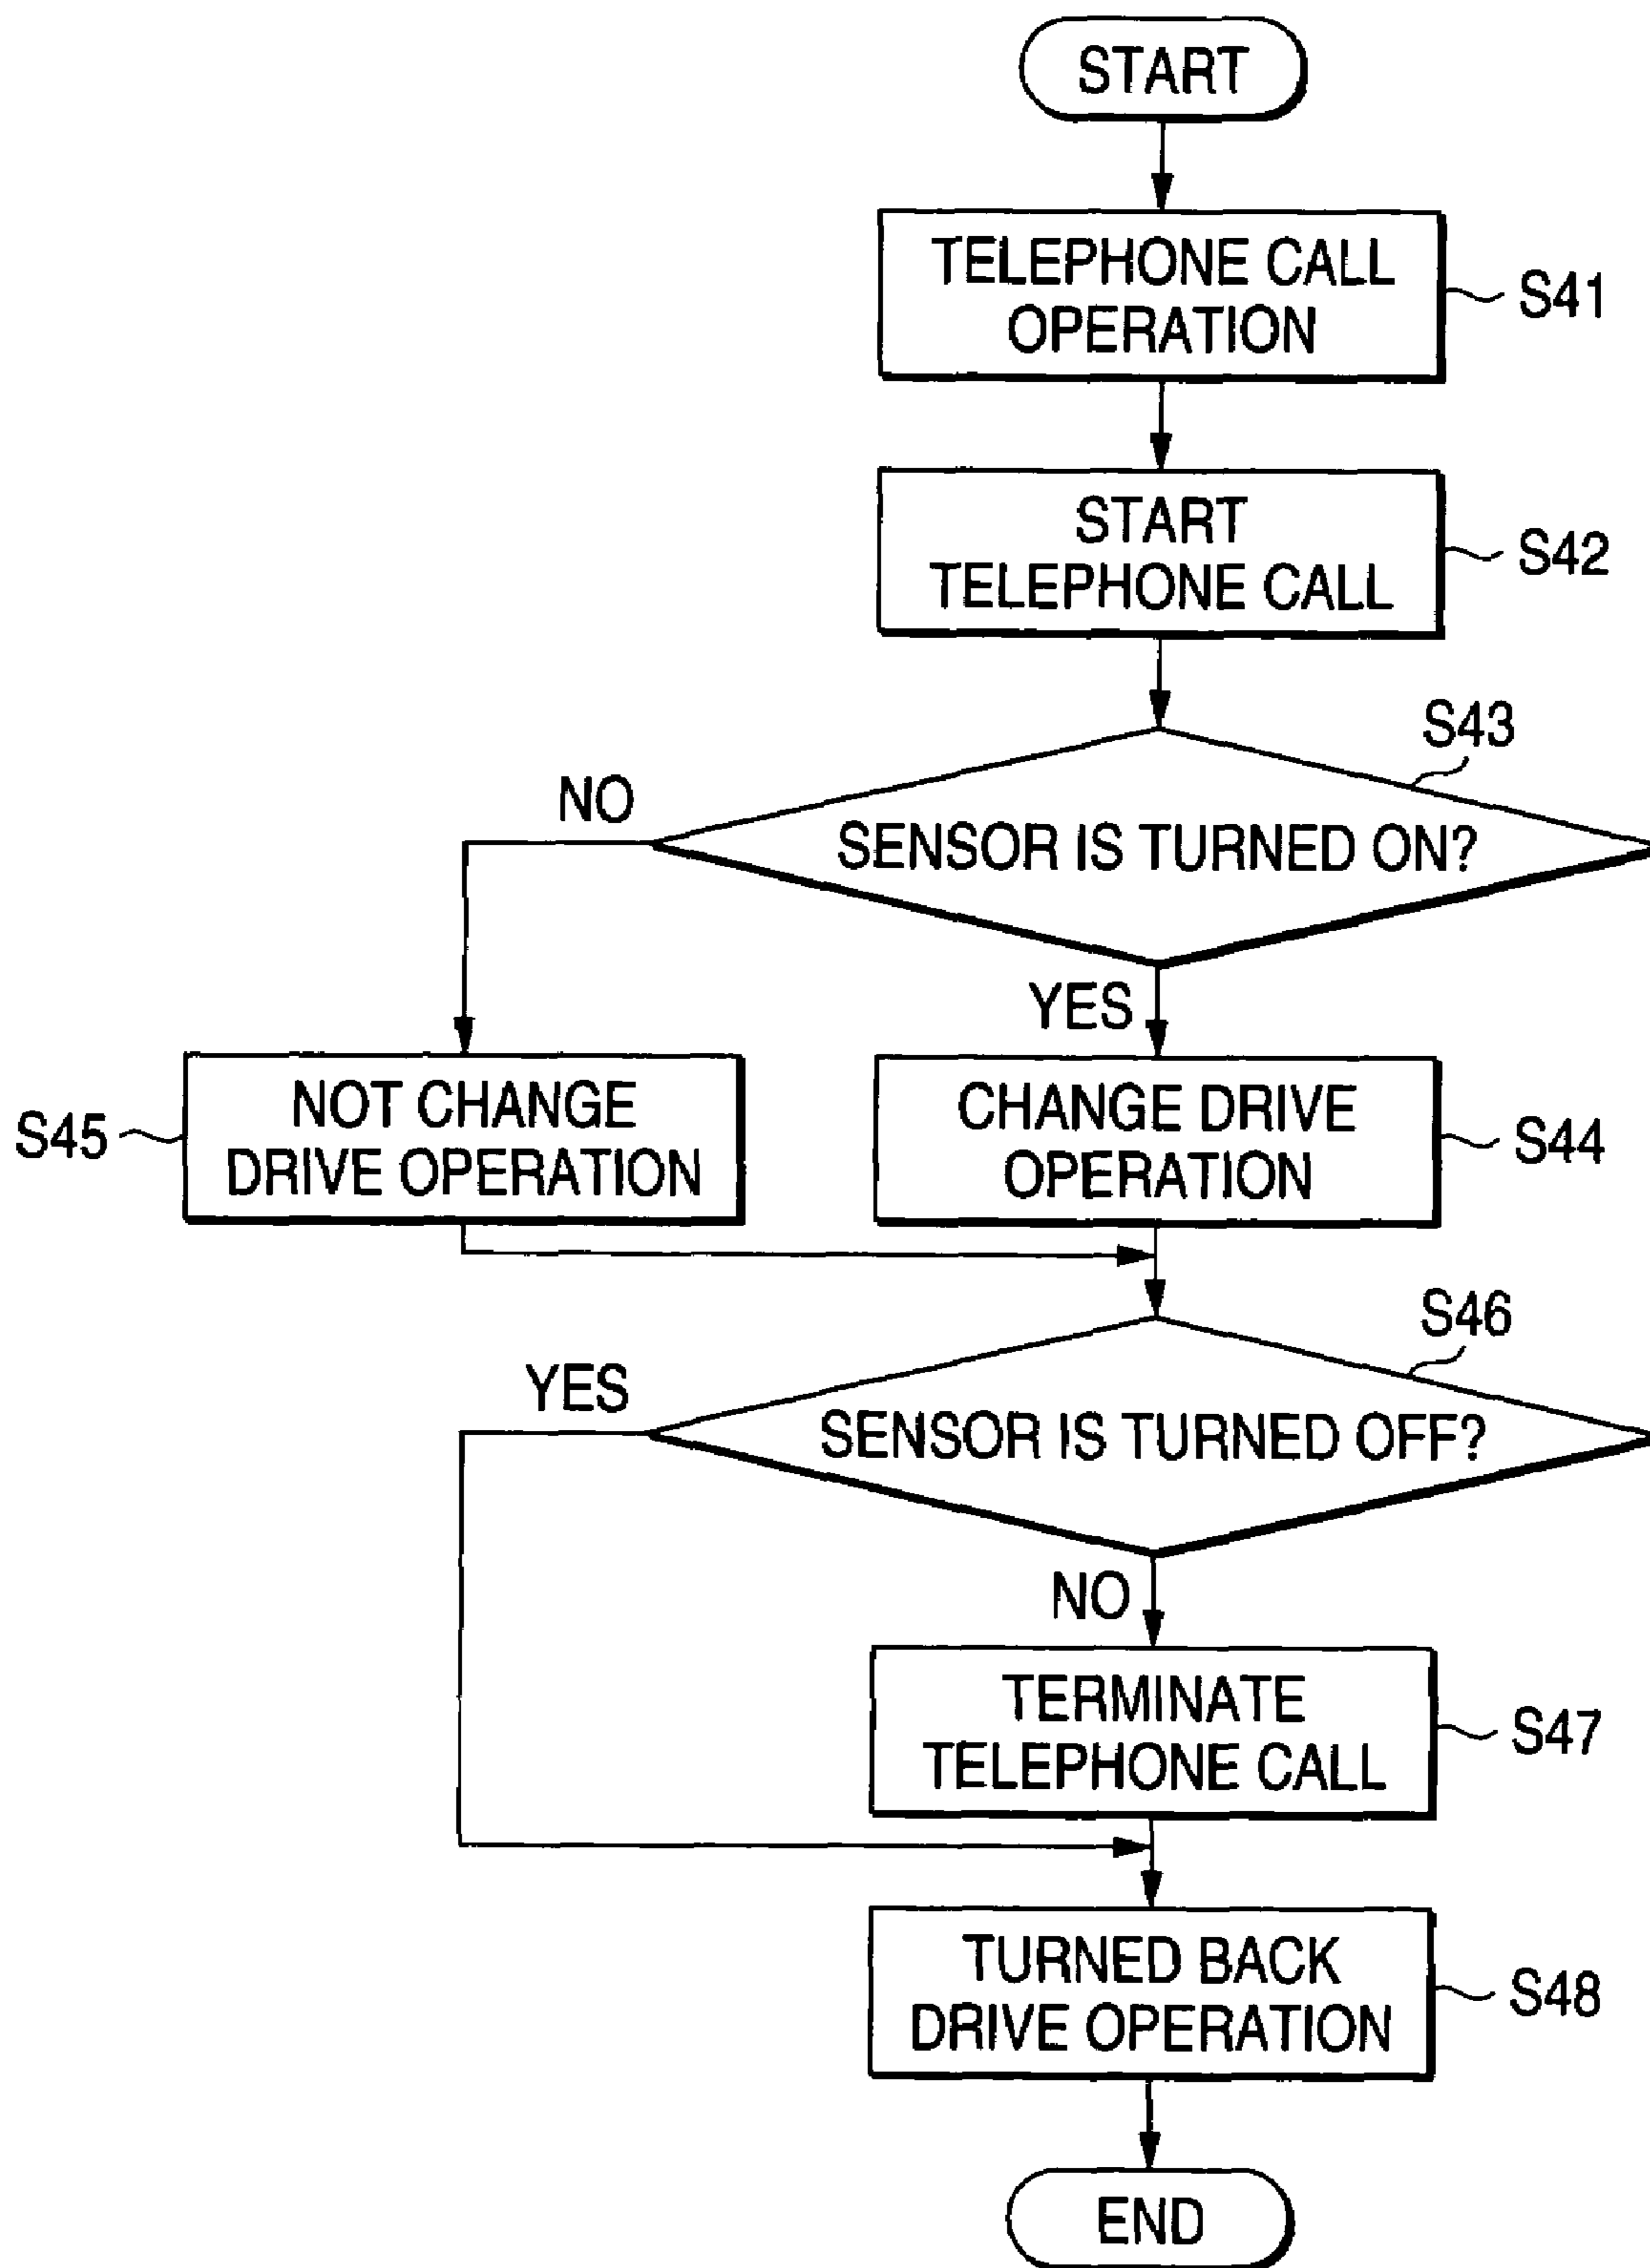 START
TELEPHONE CALL
OPERATION
S41
START
TELEPHONE CALL
S42
S43
NO
SENSOR IS TURNED ON?
YES
NOT CHANGE
DRIVE OPERATION
S45
CHANGE DRIVE
OPERATION
S44
S46
YES
SENSOR IS TURNED OFF?
NO
TERMINATE
TELEPHONE CALL
S47
TURNED BACK
DRIVE OPERATION
S48
END